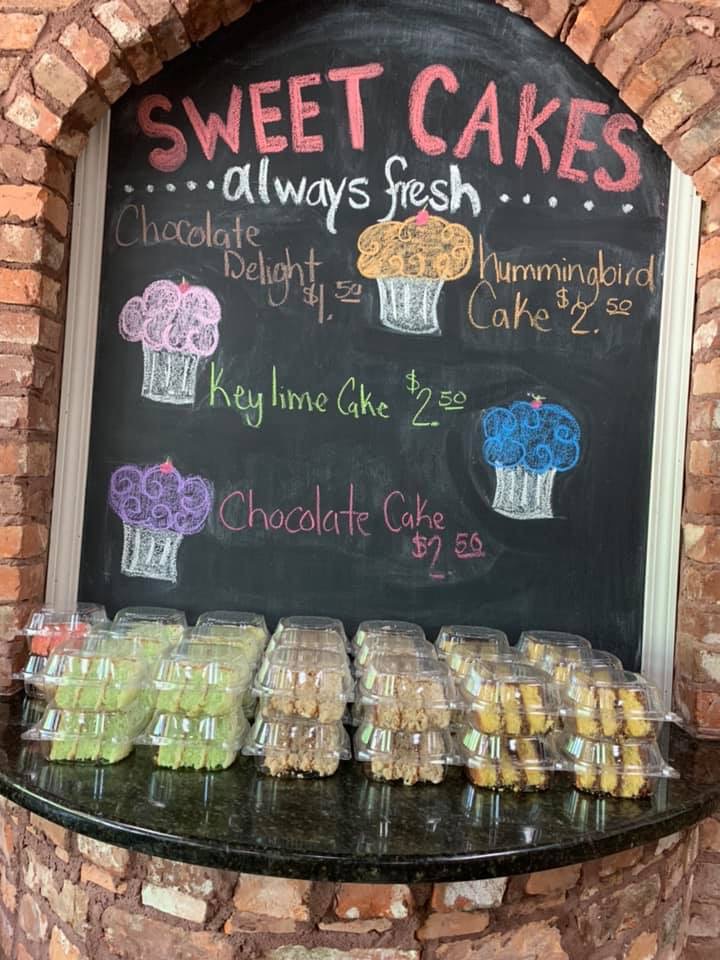 SWEET CAKES
.....always fresh.....
Chocolate
Delight
$1.50
hummingbird
Cake $2.50
Key lime Cake $2.50
Chocolate Cake
$2.50